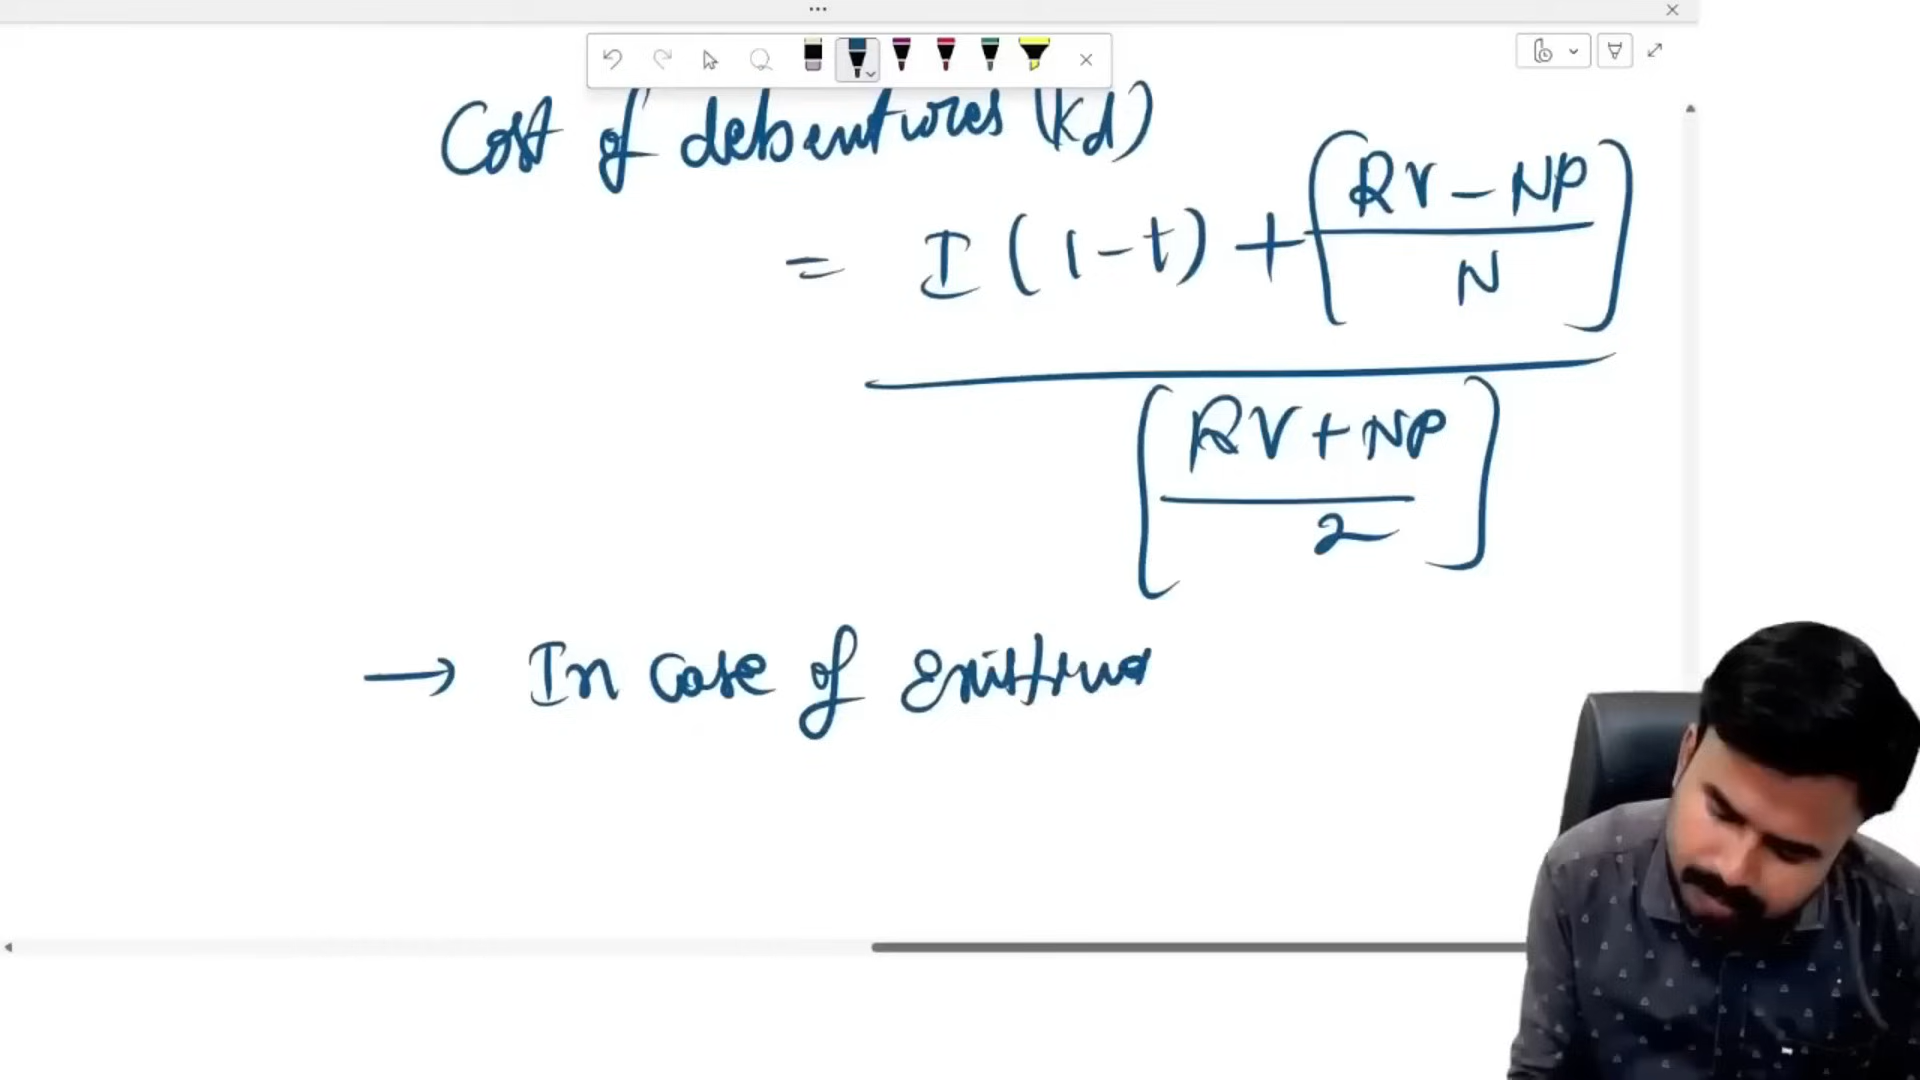 Cost of debentures (Kd)
= I (1-t) + [RV - NP / N]
[RV + NP / 2]
→ In case of